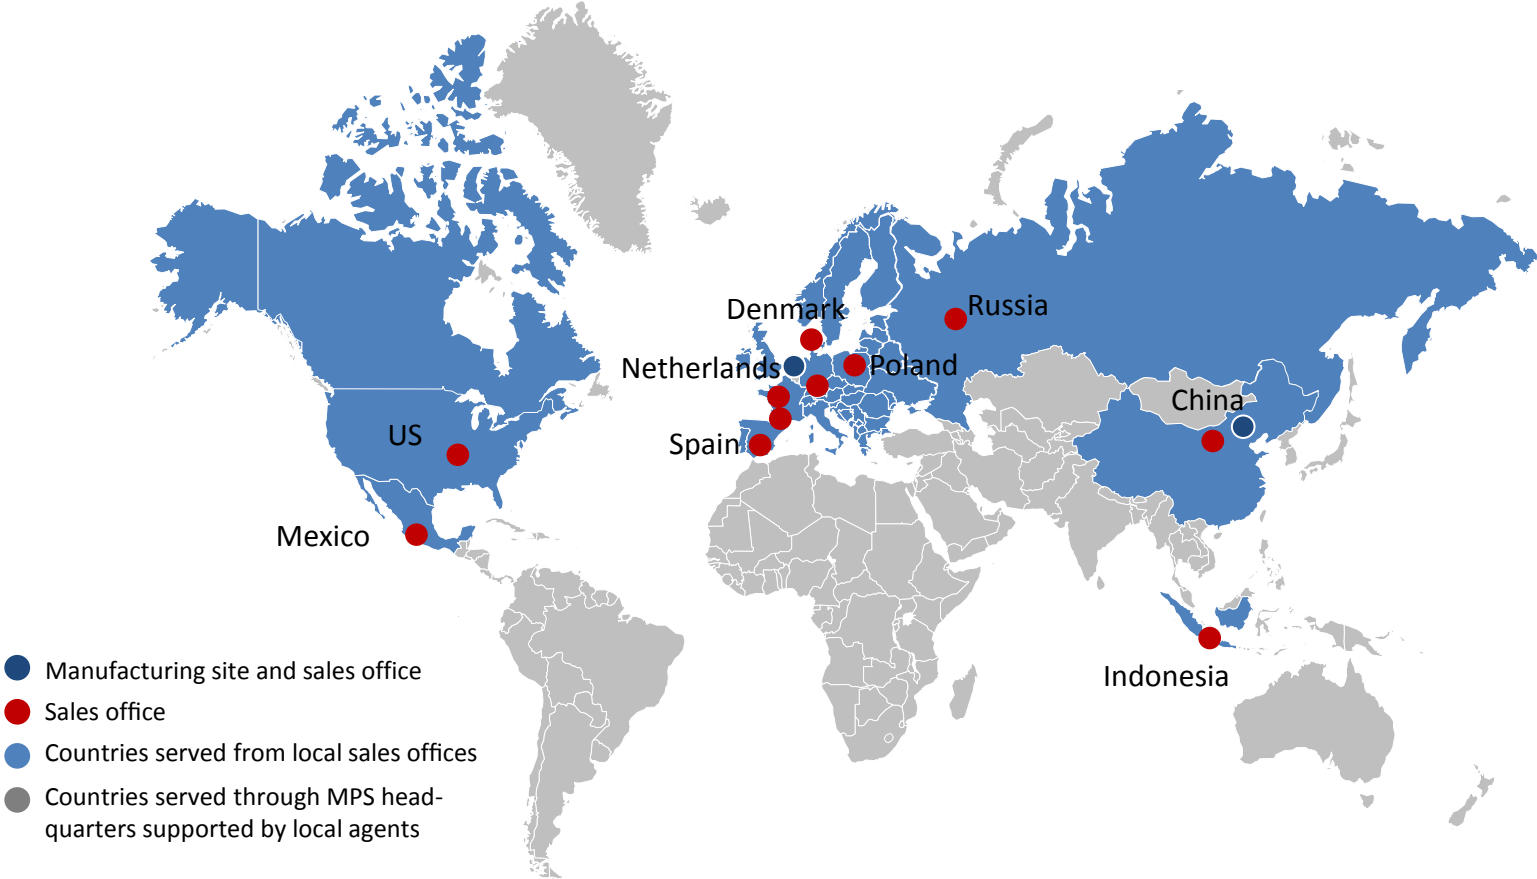 Denmark
Russia
Netherlands
Poland
China
US
Spain
Mexico
Indonesia
Manufacturing site and sales office
Sales office
Countries served from local sales offices
Countries served through MPS head-
quarters supported by local agents